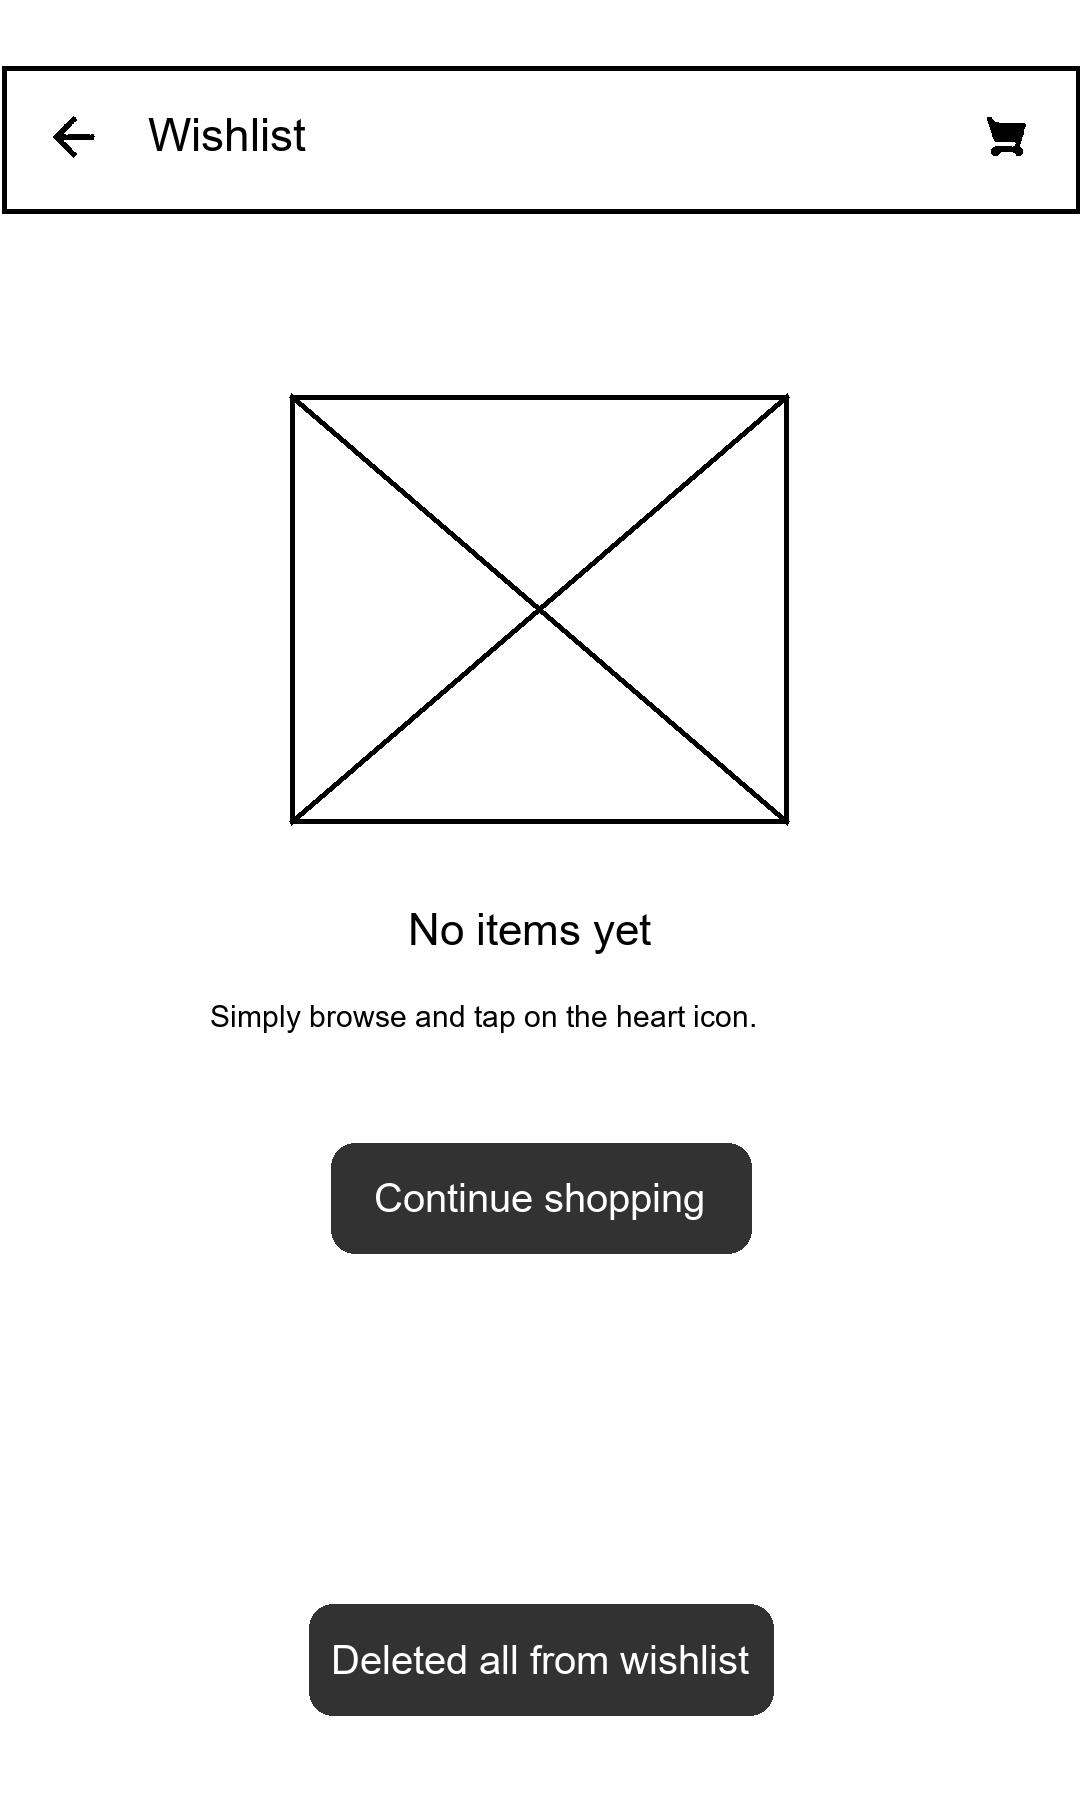 Wishlist
No items yet
Simply browse and tap on the heart icon.
Continue shopping
Deleted all from wishlist